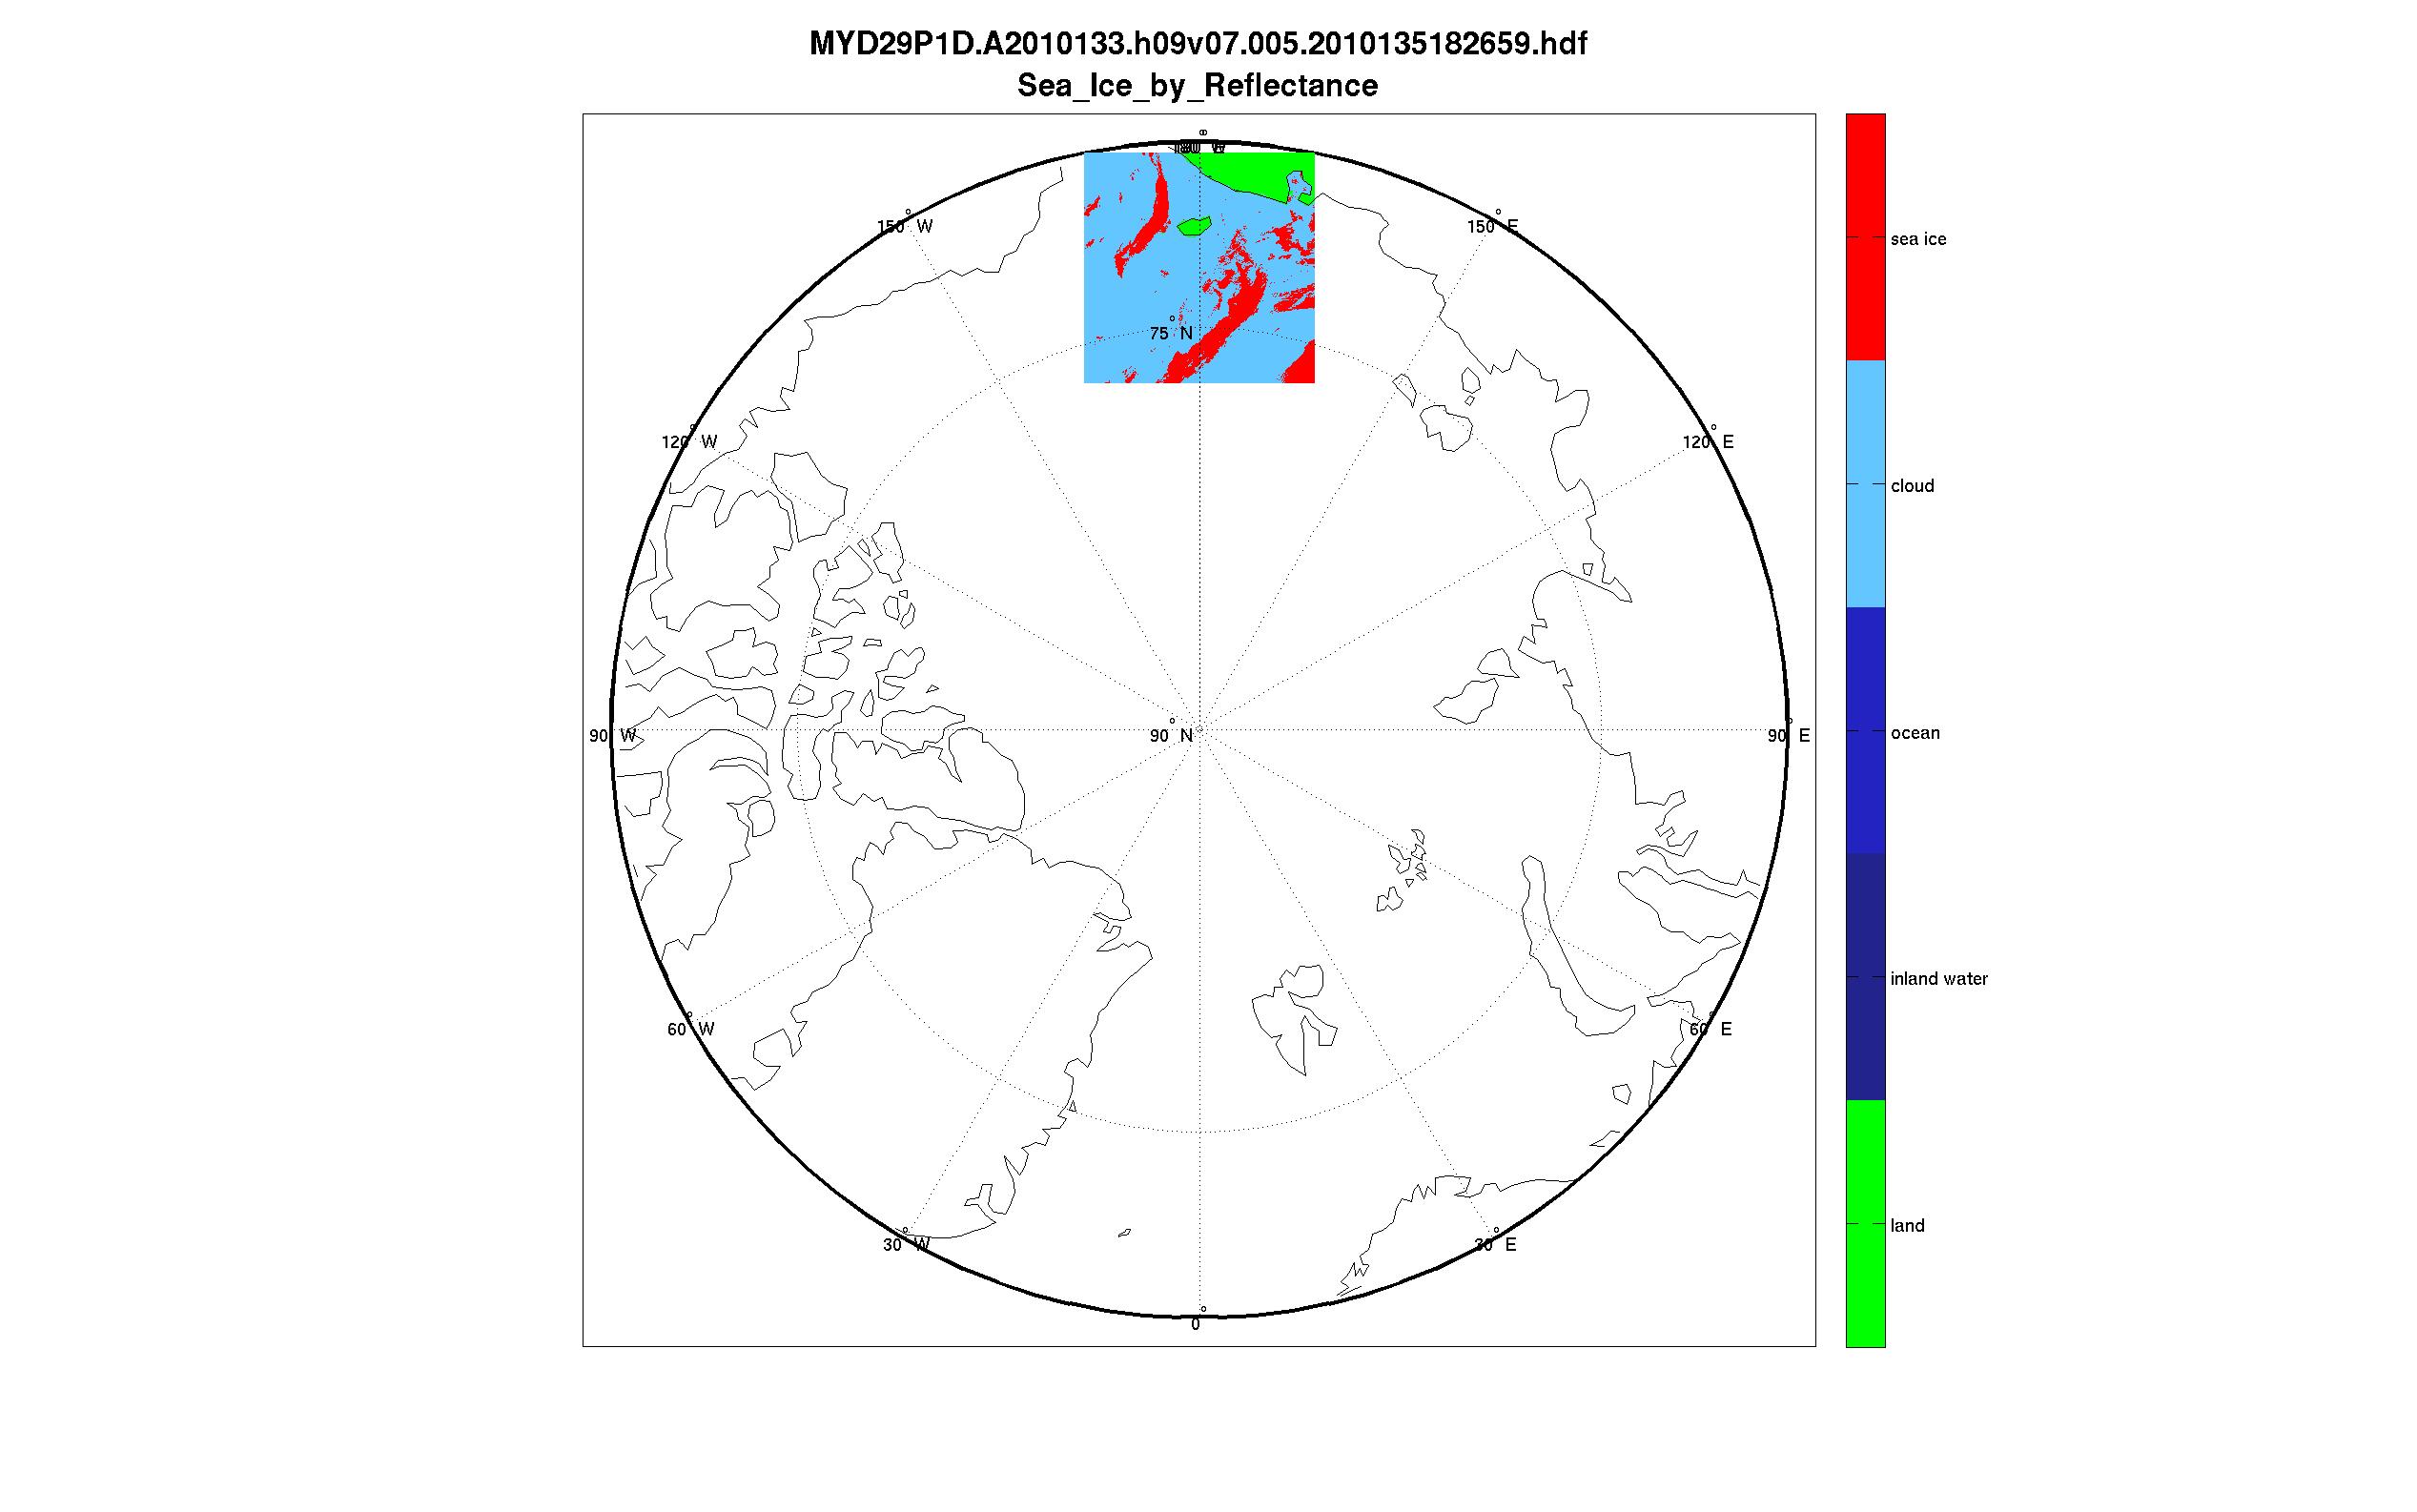 MYD29P1D.A2010133.h09v07.005.2010135182659.hdf
Sea_Ice_by_Reflectance
150° W
150° E
sea ice
75° N
120° W
120° E
cloud
90° W
90° N
90° E
ocean
inland water
60° W
60° E
land
30° W
30° E
0°